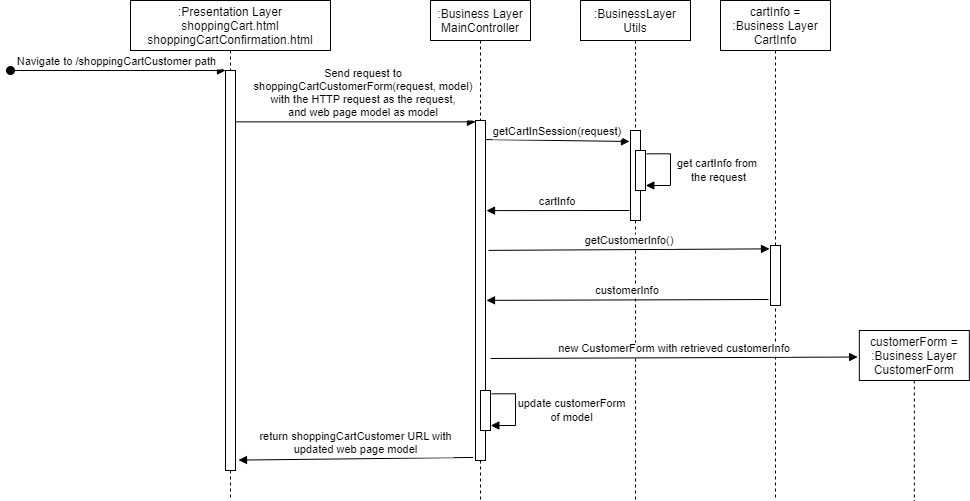 :Presentation Layer
shoppingCart.html
shoppingCartConfirmation.html
:Business Layer
MainController
:BusinessLayer
Utils
cartInfo =
:Business Layer
CartInfo
Navigate to /shoppingCartCustomer path
Send request to
shoppingCartCustomerForm(request, model)
with the HTTP request as the request,
and web page model as model
getCartInSession(request)
get cartInfo from
the request
cartInfo
getCustomerInfo()
customerInfo
new CustomerForm with retrieved customerInfo
customerForm =
:Business Layer
CustomerForm
update customerForm
of model
return shoppingCartCustomer URL with
updated web page model